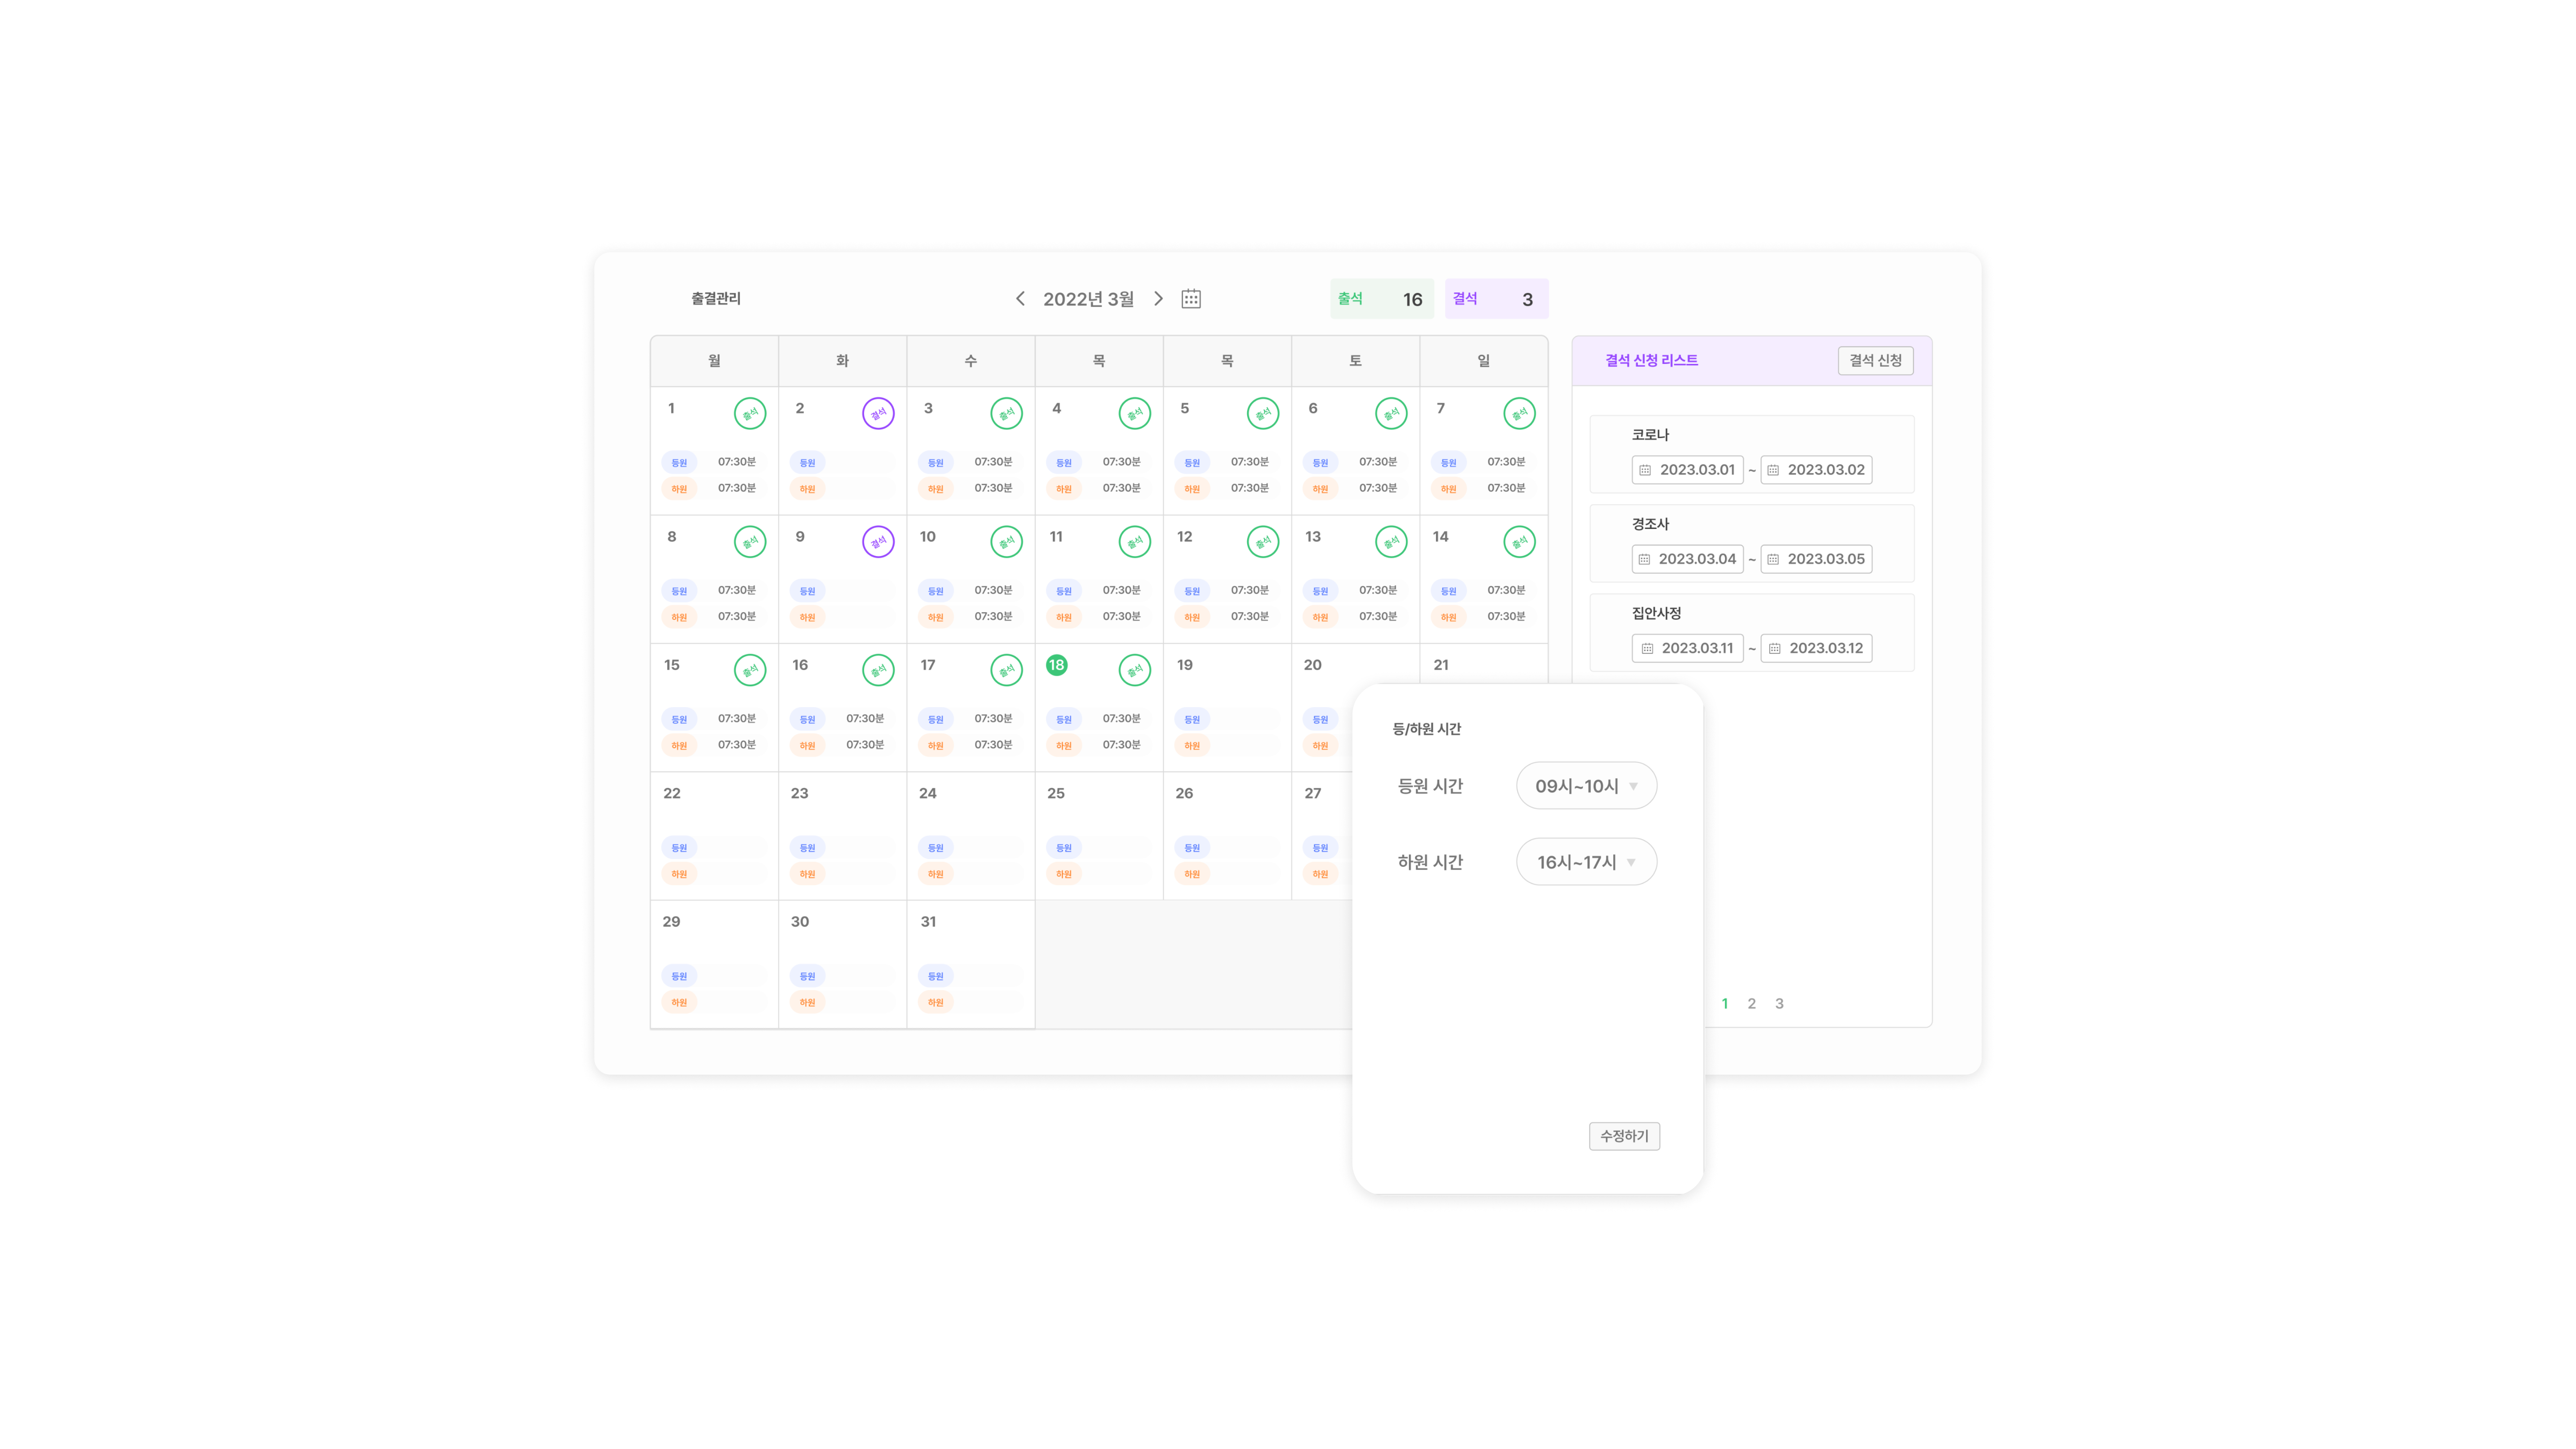 출결관리
2022년 3월
출석 16
결석 3
월 화 수 목 목 토 일
1 출석 2 결석 3 출석 4 출석 5 출석 6 출석 7 출석
등원 07:30분 등원 등원 07:30분 등원 07:30분 등원 07:30분 등원 07:30분 등원 07:30분
하원 07:30분 하원 하원 07:30분 하원 07:30분 하원 07:30분 하원 07:30분 하원 07:30분
8 출석 9 결석 10 출석 11 출석 12 출석 13 출석 14 출석
등원 07:30분 등원 등원 07:30분 등원 07:30분 등원 07:30분 등원 07:30분 등원 07:30분
하원 07:30분 하원 하원 07:30분 하원 07:30분 하원 07:30분 하원 07:30분 하원 07:30분
15 출석 16 출석 17 출석 18 출석 19 20 21
등원 07:30분 등원 07:30분 등원 07:30분 등원 07:30분 등원 등원
하원 07:30분 하원 07:30분 하원 07:30분 하원 07:30분 하원 하원
22 23 24 25 26 27
등원 등원 등원 등원 등원 등원
하원 하원 하원 하원 하원 하원
29 30 31
등원 등원 등원
하원 하원 하원
결석 신청 리스트
결석 신청
코로나
2023.03.01 ~ 2023.03.02
경조사
2023.03.04 ~ 2023.03.05
집안사정
2023.03.11 ~ 2023.03.12
1 2 3
등/하원 시간
등원 시간 09시~10시
하원 시간 16시~17시
수정하기